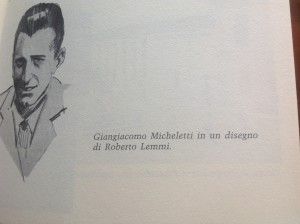 Giangiacomo Micheletti in un disegno
di Roberto Lemmi.